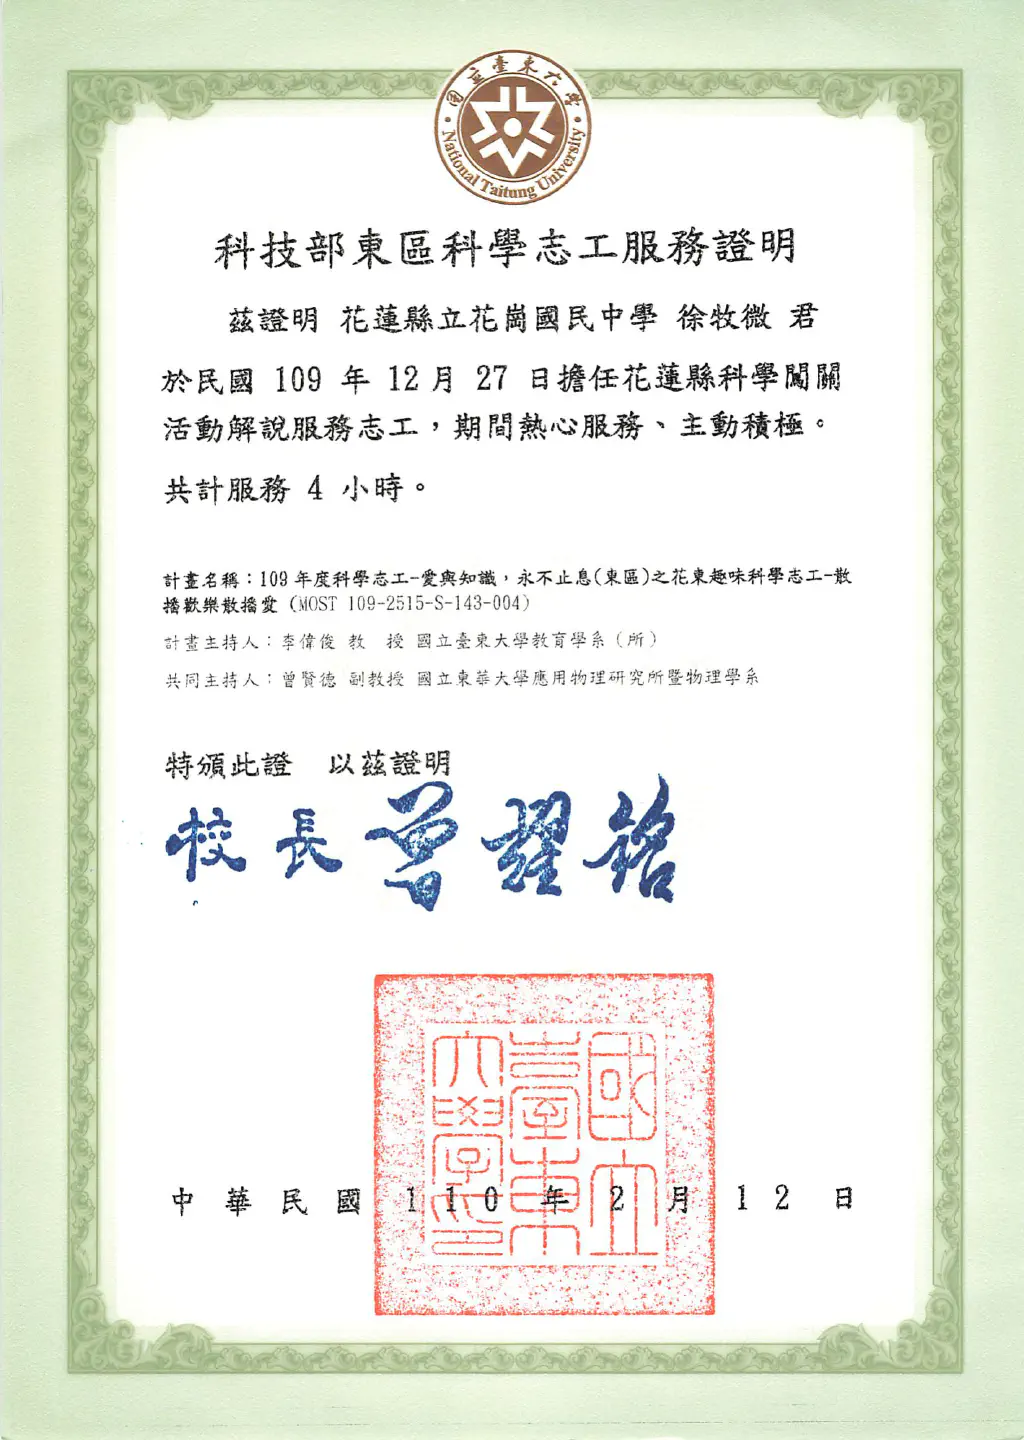 國立臺東大學
National Taitung University
科技部東區科學志工服務證明
茲證明 花蓮縣立花崗國民中學 徐牧微 君
於民國 109 年 12 月 27 日擔任花蓮縣科學闖關
活動解說服務志工，期間熱心服務、主動積極。
共計服務 4 小時。
計畫名稱：109 年度科學志工-愛與知識，永不止息(東區)之花東趣味科學志工-散
播歡樂散播愛（MOST 109-2515-S-143-004）
計畫主持人：李偉俊 教 授 國立臺東大學教育學系（所）
共同主持人：曾賢德 副教授 國立東華大學應用物理研究所暨物理學系
特頒此證 以茲證明
校長曾耀銘
國立臺東大學印
中華民國 110 年 2 月 12 日